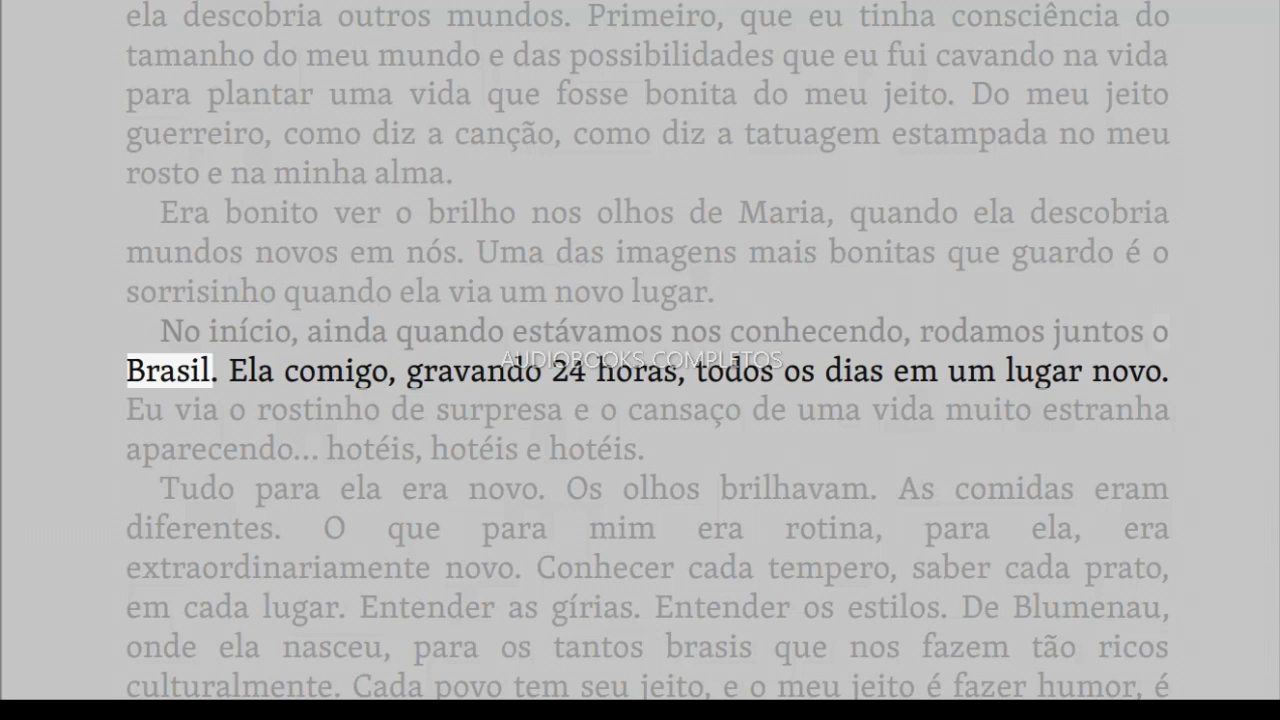 ela descobria outros mundos. Primeiro, que eu tinha consciência do
tamanho do meu mundo e das possibilidades que eu fui cavando na vida
para plantar uma vida que fosse bonita do meu jeito. Do meu jeito
guerreiro, como diz a canção, como diz a tatuagem estampada no meu
rosto e na minha alma.
Era bonito ver o brilho nos olhos de Maria, quando ela descobria
mundos novos em nós. Uma das imagens mais bonitas que guardo é o
sorrisinho quando ela via um novo lugar.
No início, ainda quando estávamos nos conhecendo, rodamos juntos o
AUDIOBOOKS COMPLETOS
Brasil. Ela comigo, gravando 24 horas, todos os dias em um lugar novo.
Eu via o rostinho de surpresa e o cansaço de uma vida muito estranha
aparecendo... hotéis, hotéis e hotéis.
Tudo para ela era novo. Os olhos brilhavam. As comidas eram
diferentes. O que para mim era rotina, para ela, era
extraordinariamente novo. Conhecer cada tempero, saber cada prato,
em cada lugar. Entender as gírias. Entender os estilos. De Blumenau,
onde ela nasceu, para os tantos brasis que nos fazem tão ricos
culturalmente. Cada povo tem seu jeito, e o meu jeito é fazer humor, é